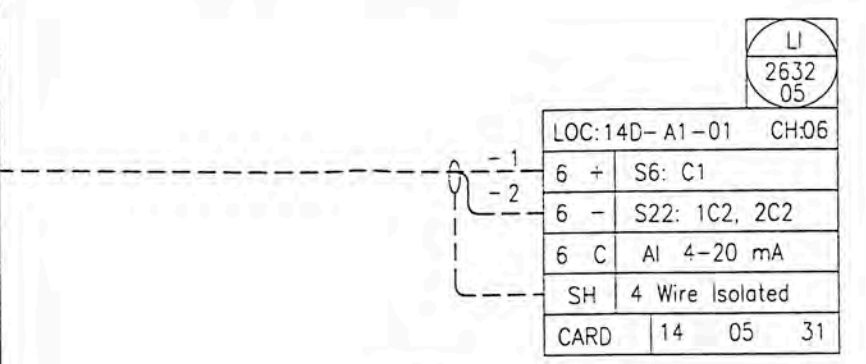 LI
2632
05
LOC:14D-A1-01 CH:06
-1
6 + S6: C1
-2
6 - S22: 1C2, 2C2
6 C AI 4-20 mA
SH 4 Wire Isolated
CARD 14 05 31